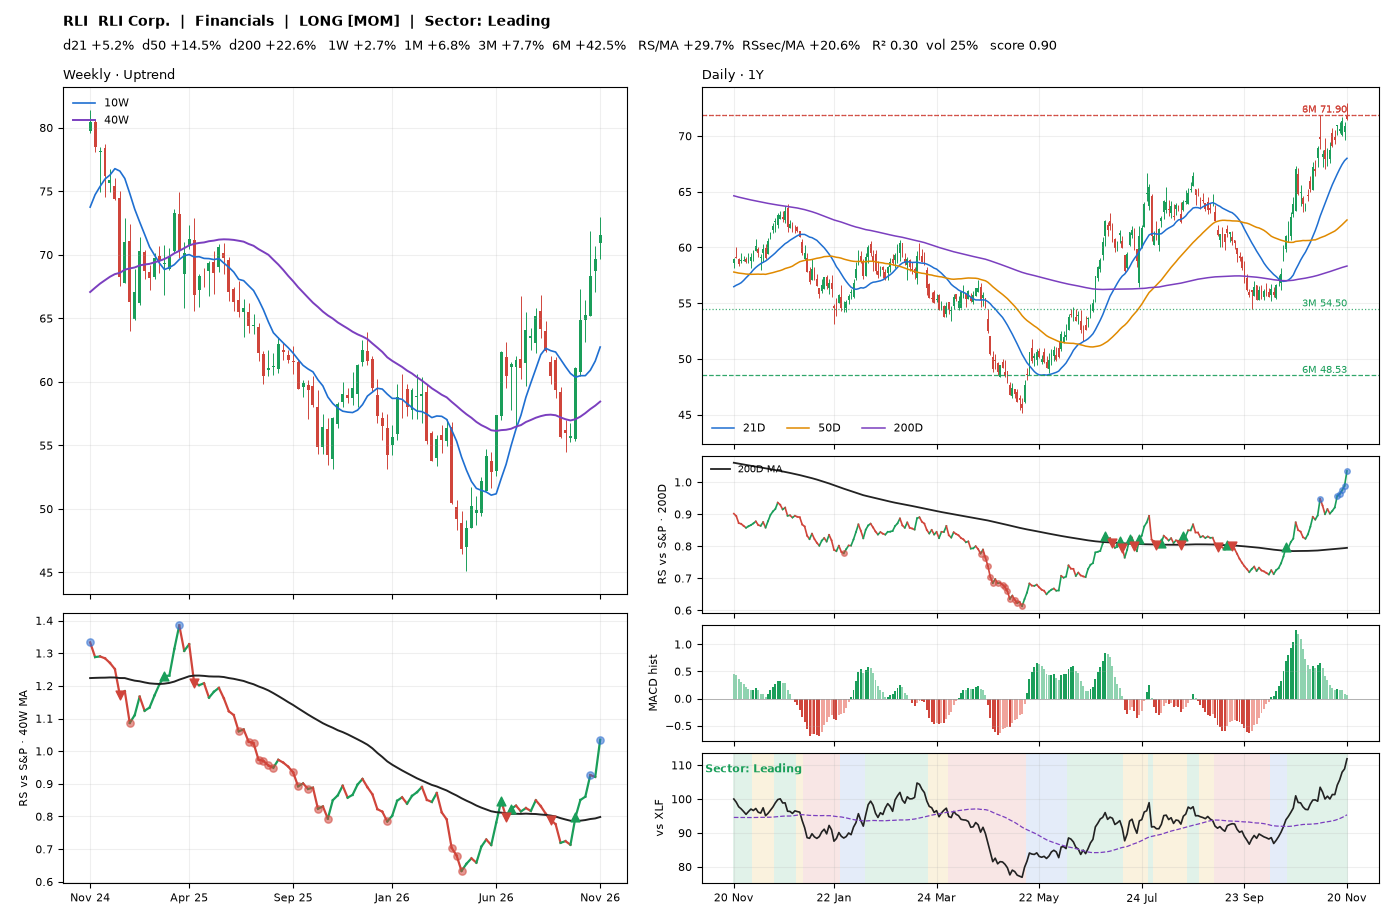 RLI RLI Corp. | Financials | LONG [MOM] | Sector: Leading
d21 +5.2% d50 +14.5% d200 +22.6% 1W +2.7% 1M +6.8% 3M +7.7% 6M +42.5% RS/MA +29.7% RSsec/MA +20.6% R² 0.30 vol 25% score 0.90
Weekly · Uptrend
10W
40W
80
75
70
65
60
55
50
45
RS vs S&P · 40W MA
1.4
1.3
1.2
1.1
1.0
0.9
0.8
0.7
0.6
Nov 24 Apr 25 Sep 25 Jan 26 Jun 26 Nov 26
Daily · 1Y
70
65
60
55
50
45
71.90
3M 54.50
6M 48.53
21D 50D 200D
RS vs S&P · 200D
200D MA
1.0
0.9
0.8
0.7
0.6
MACD hist
1.0
0.5
0.0
−0.5
vs XLF
Sector: Leading
110
100
90
80
20 Nov 22 Jan 24 Mar 22 May 24 Jul 23 Sep 20 Nov